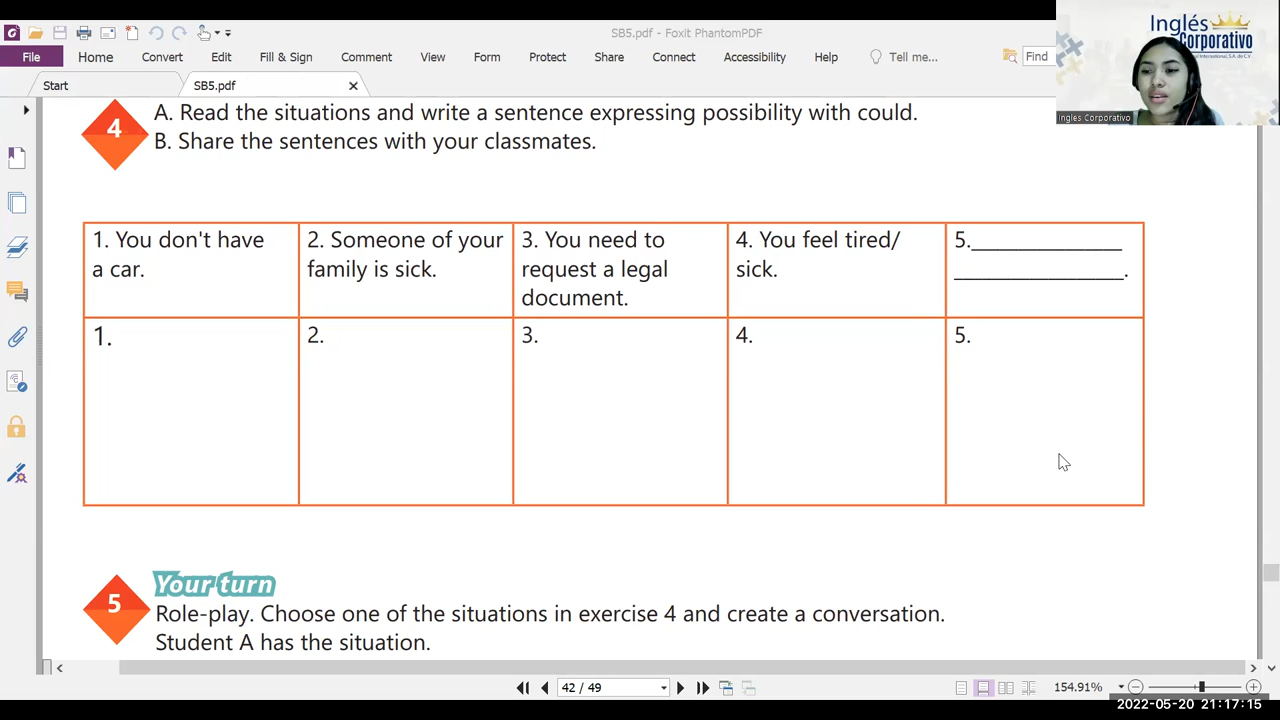 SB5.pdf - Foxit PhantomPDF
Inglés
Corporativo
File Home Convert Edit Fill & Sign Comment View Form Protect Share Connect Accessibility Help Tell me... Find
Start SB5.pdf
Ingles Corporativo
4
A. Read the situations and write a sentence expressing possibility with could.
B. Share the sentences with your classmates.
1. You don't have
a car.
2. Someone of your
family is sick.
3. You need to
request a legal
document.
4. You feel tired/
sick.
5.________________
__________________.
1.
2.
3.
4.
5.
5
Your turn
Role-play. Choose one of the situations in exercise 4 and create a conversation.
Student A has the situation.
42 / 49
154.91%
2022-05-20 21:17:15